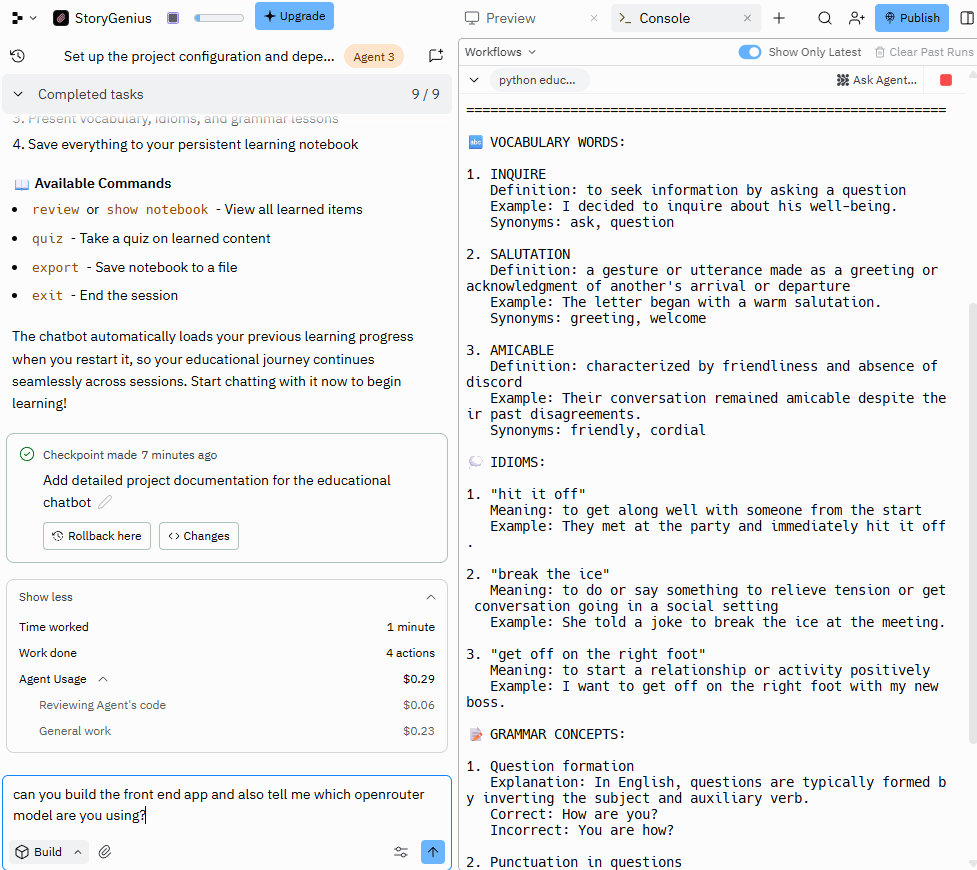 StoryGenius
Upgrade
Preview
Console
Publish
Set up the project configuration and depe...
Agent 3
Workflows
Show Only Latest
Clear Past Runs
Completed tasks
9 / 9
python educ...
Ask Agent...
3. Present vocabulary, idioms, and grammar lessons
4. Save everything to your persistent learning notebook
📖 Available Commands
• review or show notebook - View all learned items
• quiz - Take a quiz on learned content
• export - Save notebook to a file
• exit - End the session
The chatbot automatically loads your previous learning progress
when you restart it, so your educational journey continues
seamlessly across sessions. Start chatting with it now to begin
learning!
Checkpoint made 7 minutes ago
Add detailed project documentation for the educational
chatbot
Rollback here
Changes
Show less
Time worked
1 minute
Work done
4 actions
Agent Usage
$0.29
Reviewing Agent's code
$0.06
General work
$0.23
can you build the front end app and also tell me which openrouter
model are you using?
Build
============================================================
🔤 VOCABULARY WORDS:
1. INQUIRE
Definition: to seek information by asking a question
Example: I decided to inquire about his well-being.
Synonyms: ask, question
2. SALUTATION
Definition: a gesture or utterance made as a greeting or
acknowledgment of another's arrival or departure
Example: The letter began with a warm salutation.
Synonyms: greeting, welcome
3. AMICABLE
Definition: characterized by friendliness and absence of
discord
Example: Their conversation remained amicable despite the
ir past disagreements.
Synonyms: friendly, cordial
💭 IDIOMS:
1. "hit it off"
Meaning: to get along well with someone from the start
Example: They met at the party and immediately hit it off
.
2. "break the ice"
Meaning: to do or say something to relieve tension or get
conversation going in a social setting
Example: She told a joke to break the ice at the meeting.
3. "get off on the right foot"
Meaning: to start a relationship or activity positively
Example: I want to get off on the right foot with my new
boss.
📝 GRAMMAR CONCEPTS:
1. Question formation
Explanation: In English, questions are typically formed b
y inverting the subject and auxiliary verb.
Correct: How are you?
Incorrect: You are how?
2. Punctuation in questions